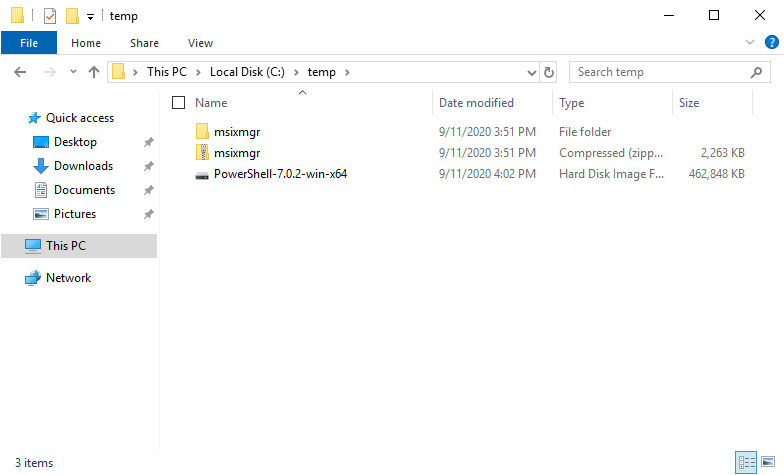 temp
File Home Share View
This PC Local Disk (C:) temp Search temp
Name Date modified Type Size
Quick access
Desktop
Downloads
Documents
Pictures
This PC
Network
msixmgr 9/11/2020 3:51 PM File folder
msixmgr 9/11/2020 3:51 PM Compressed (zipp... 2,263 KB
PowerShell-7.0.2-win-x64 9/11/2020 4:02 PM Hard Disk Image F... 462,848 KB
3 items